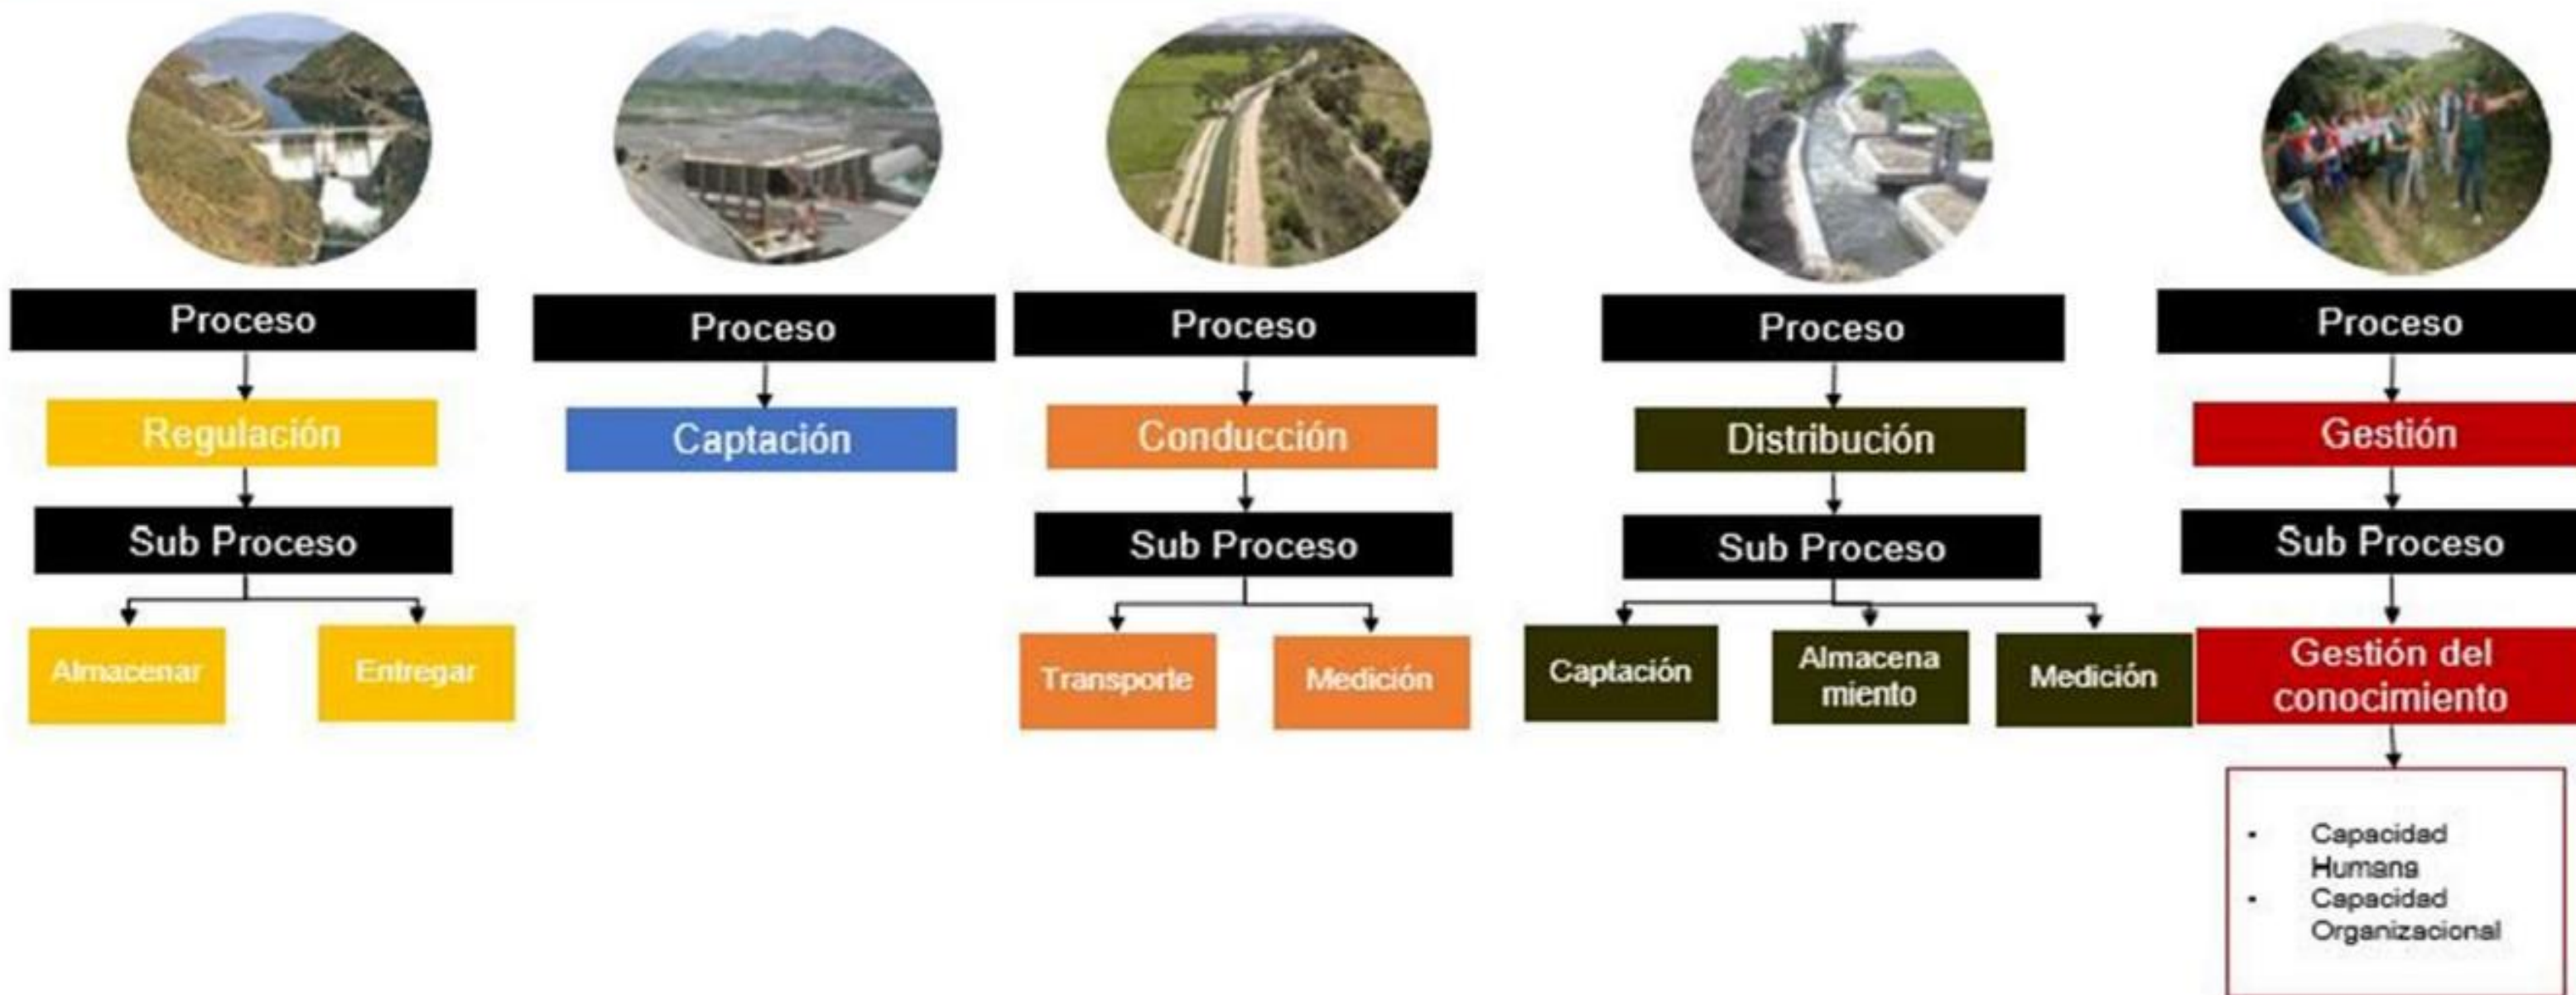 Proceso
Regulación
Sub Proceso
Almacenar
Entregar
Proceso
Captación
Proceso
Conducción
Sub Proceso
Transporte
Medición
Proceso
Distribución
Sub Proceso
Captación
Almacena
miento
Medición
Proceso
Gestión
Sub Proceso
Gestión del
conocimiento
▪ Capacidad
Humana
▪ Capacidad
Organizacional